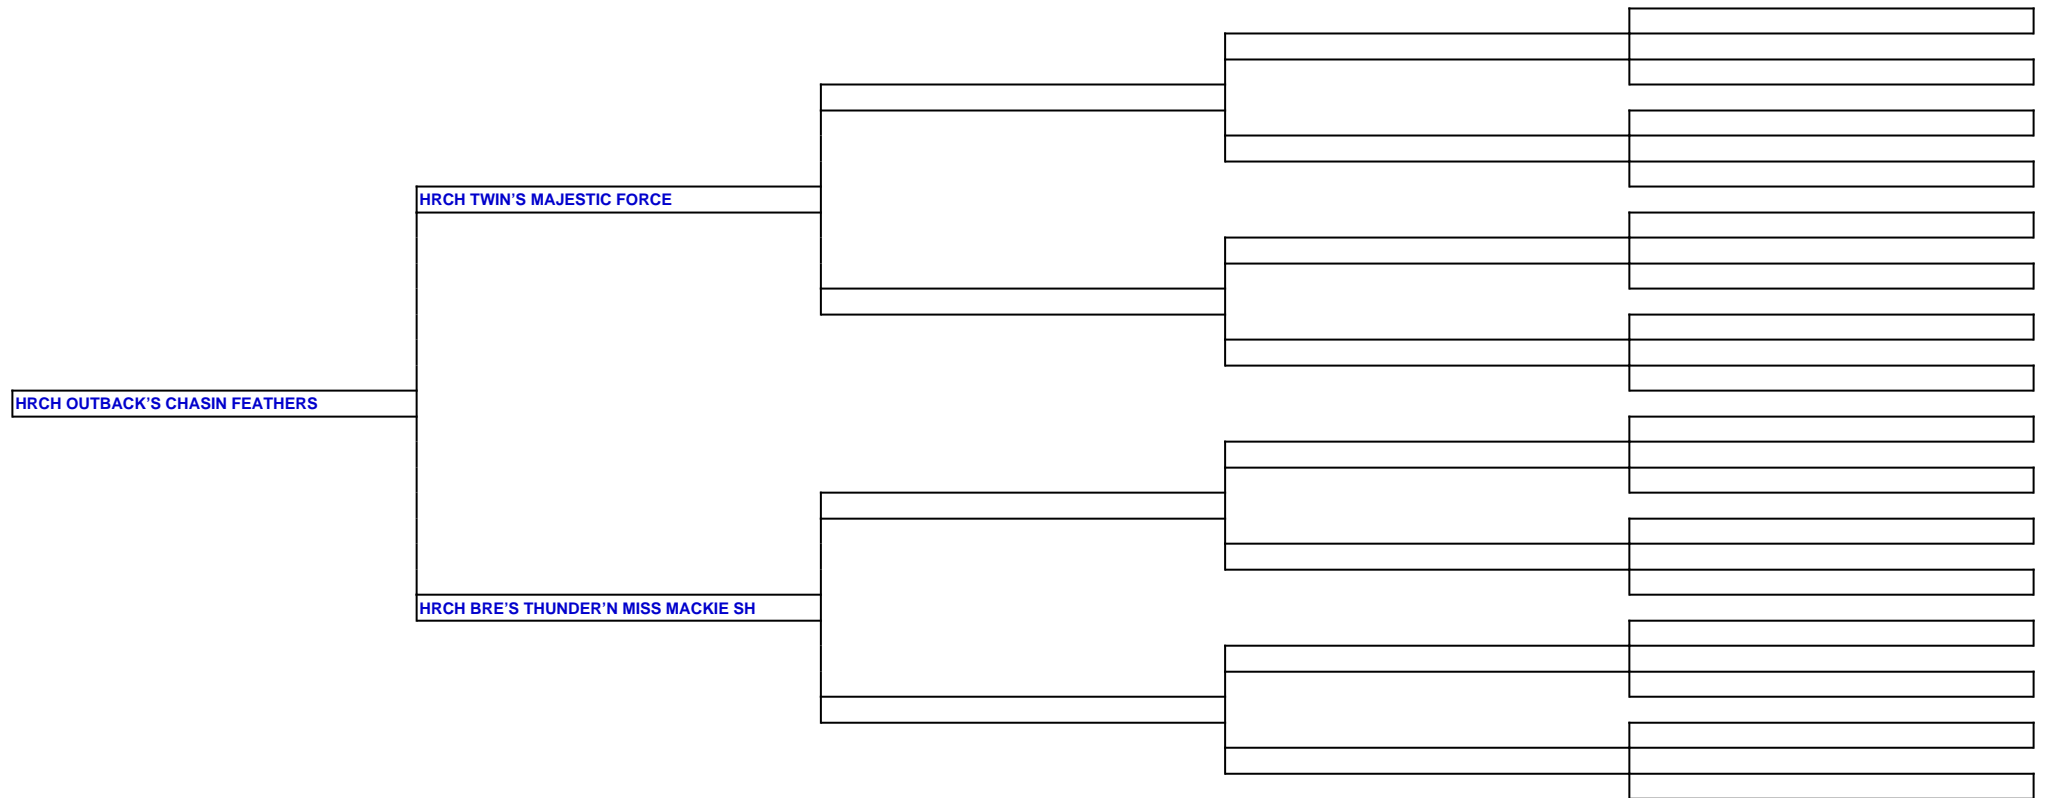 HRCH TWIN’S MAJESTIC FORCE
HRCH OUTBACK’S CHASIN FEATHERS
HRCH BRE’S THUNDER’N MISS MACKIE SH